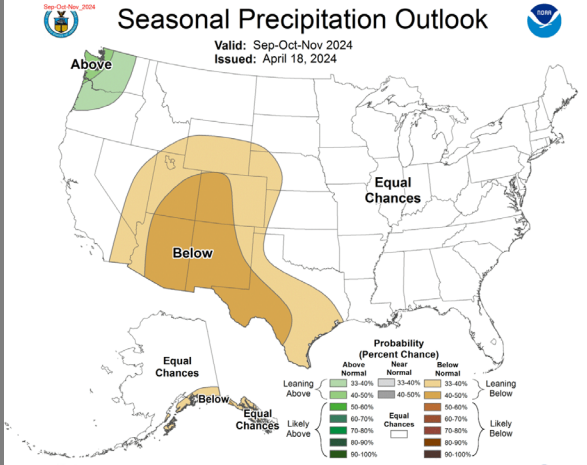 Sep-Oct-Nov_2024
Seasonal Precipitation Outlook
NOAA
Valid: Sep-Oct-Nov 2024
Issued: April 18, 2024
Above
Equal
Chances
Below
Equal
Chances
Below
Equal
Chances
Probability
(Percent Chance)
Above Normal
Near Normal
Below Normal
Leaning Above
33-40%
33-40%
33-40%
Leaning Below
40-50%
40-50%
40-50%
Likely Above
50-60%
Equal Chances
50-60%
Likely Below
60-70%
60-70%
70-80%
70-80%
80-90%
80-90%
90-100%
90-100%